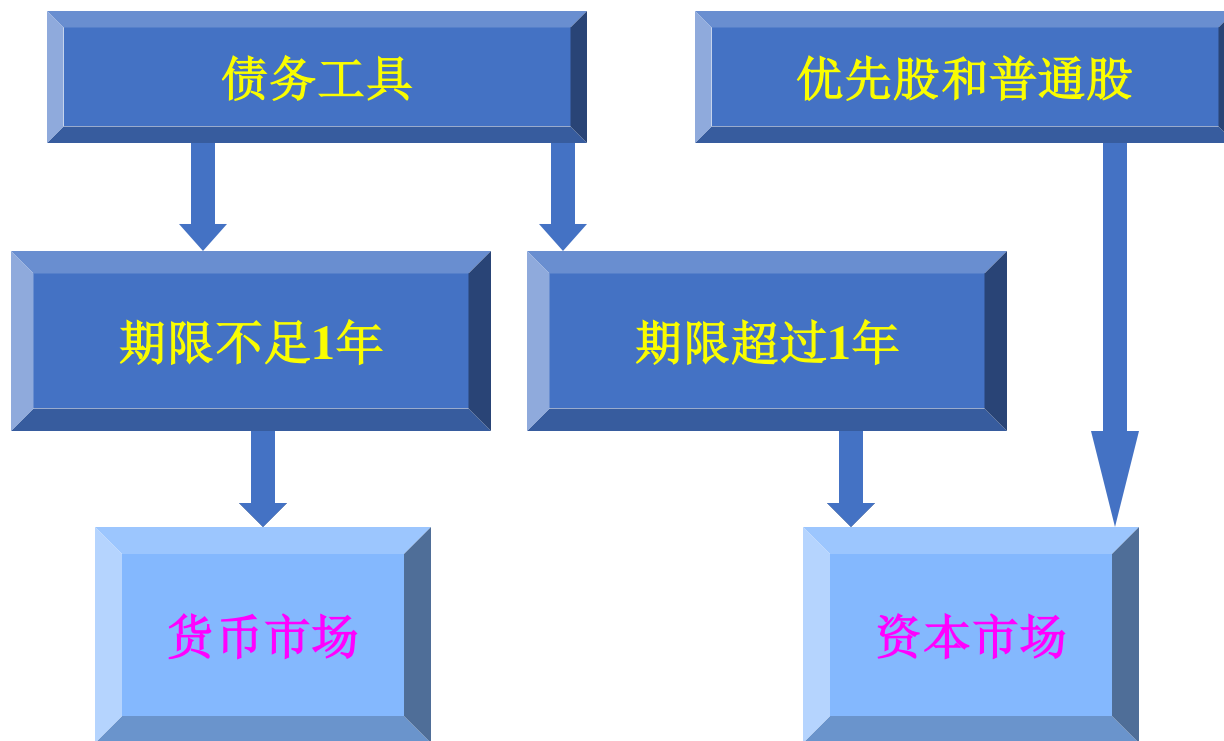 债务工具
优先股和普通股
期限不足1年
期限超过1年
货币市场
资本市场